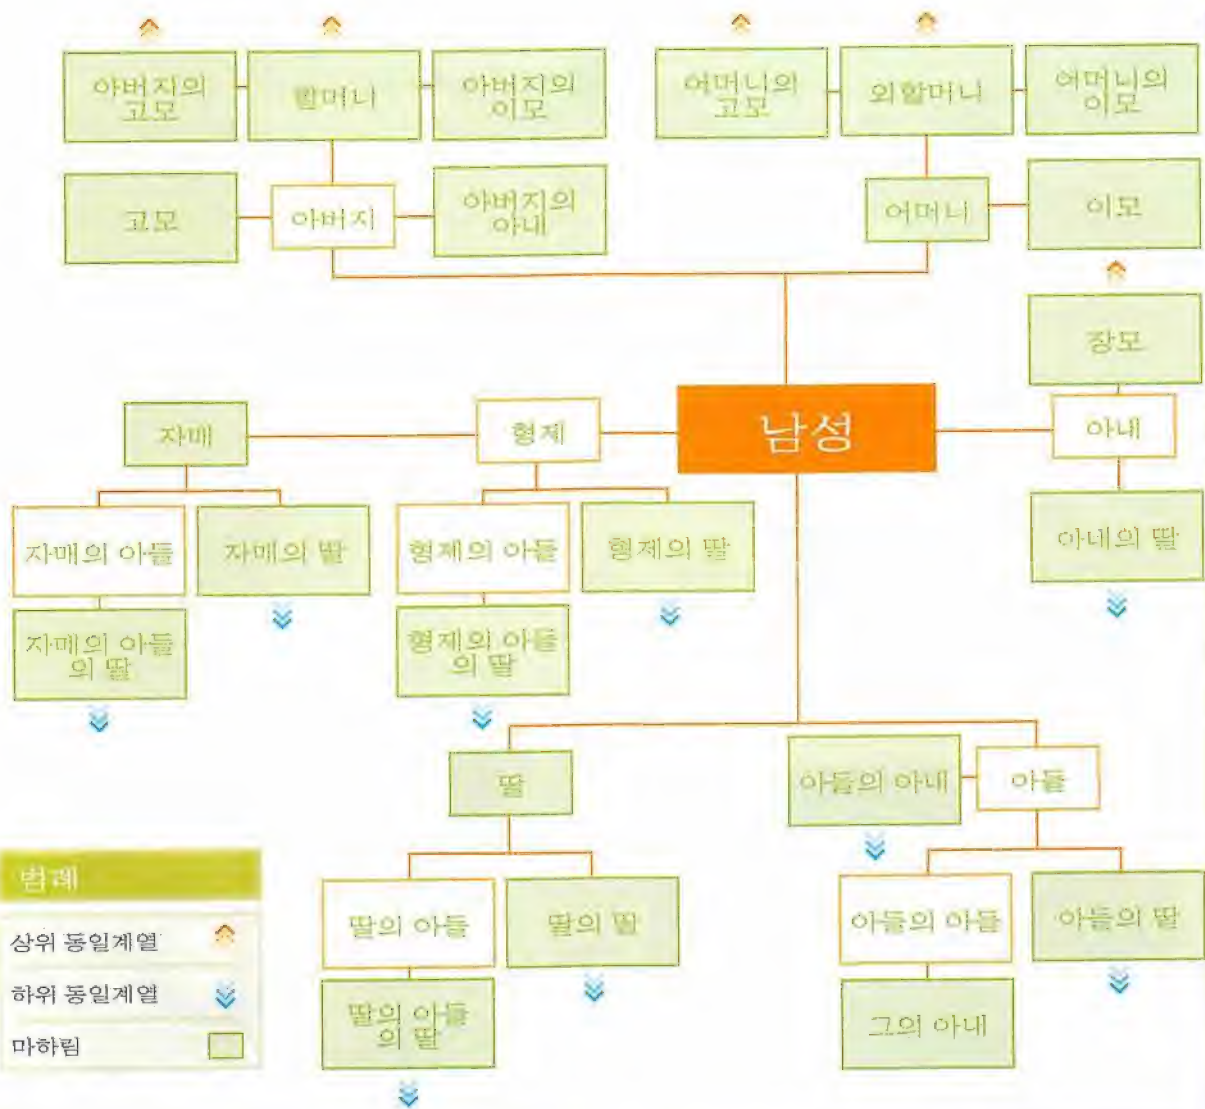 아버지의
고모
할머니
아버지의
이모
어머니의
고모
외할머니
어머니의
이모
고모
아버지
아버지의
아내
어머니
이모
장모
자매
형제
남성
아내
자매의 아들
자매의 딸
형제의 아들
형제의 딸
아내의 딸
자매의 아들
의 딸
형제의 아들
의 딸
딸
아들의 아내
아들
범례
상위 동일계열
하위 동일계열
마하림
딸의 아들
딸의 딸
아들의 아들
아들의 딸
딸의 아들
의 딸
그의 아내